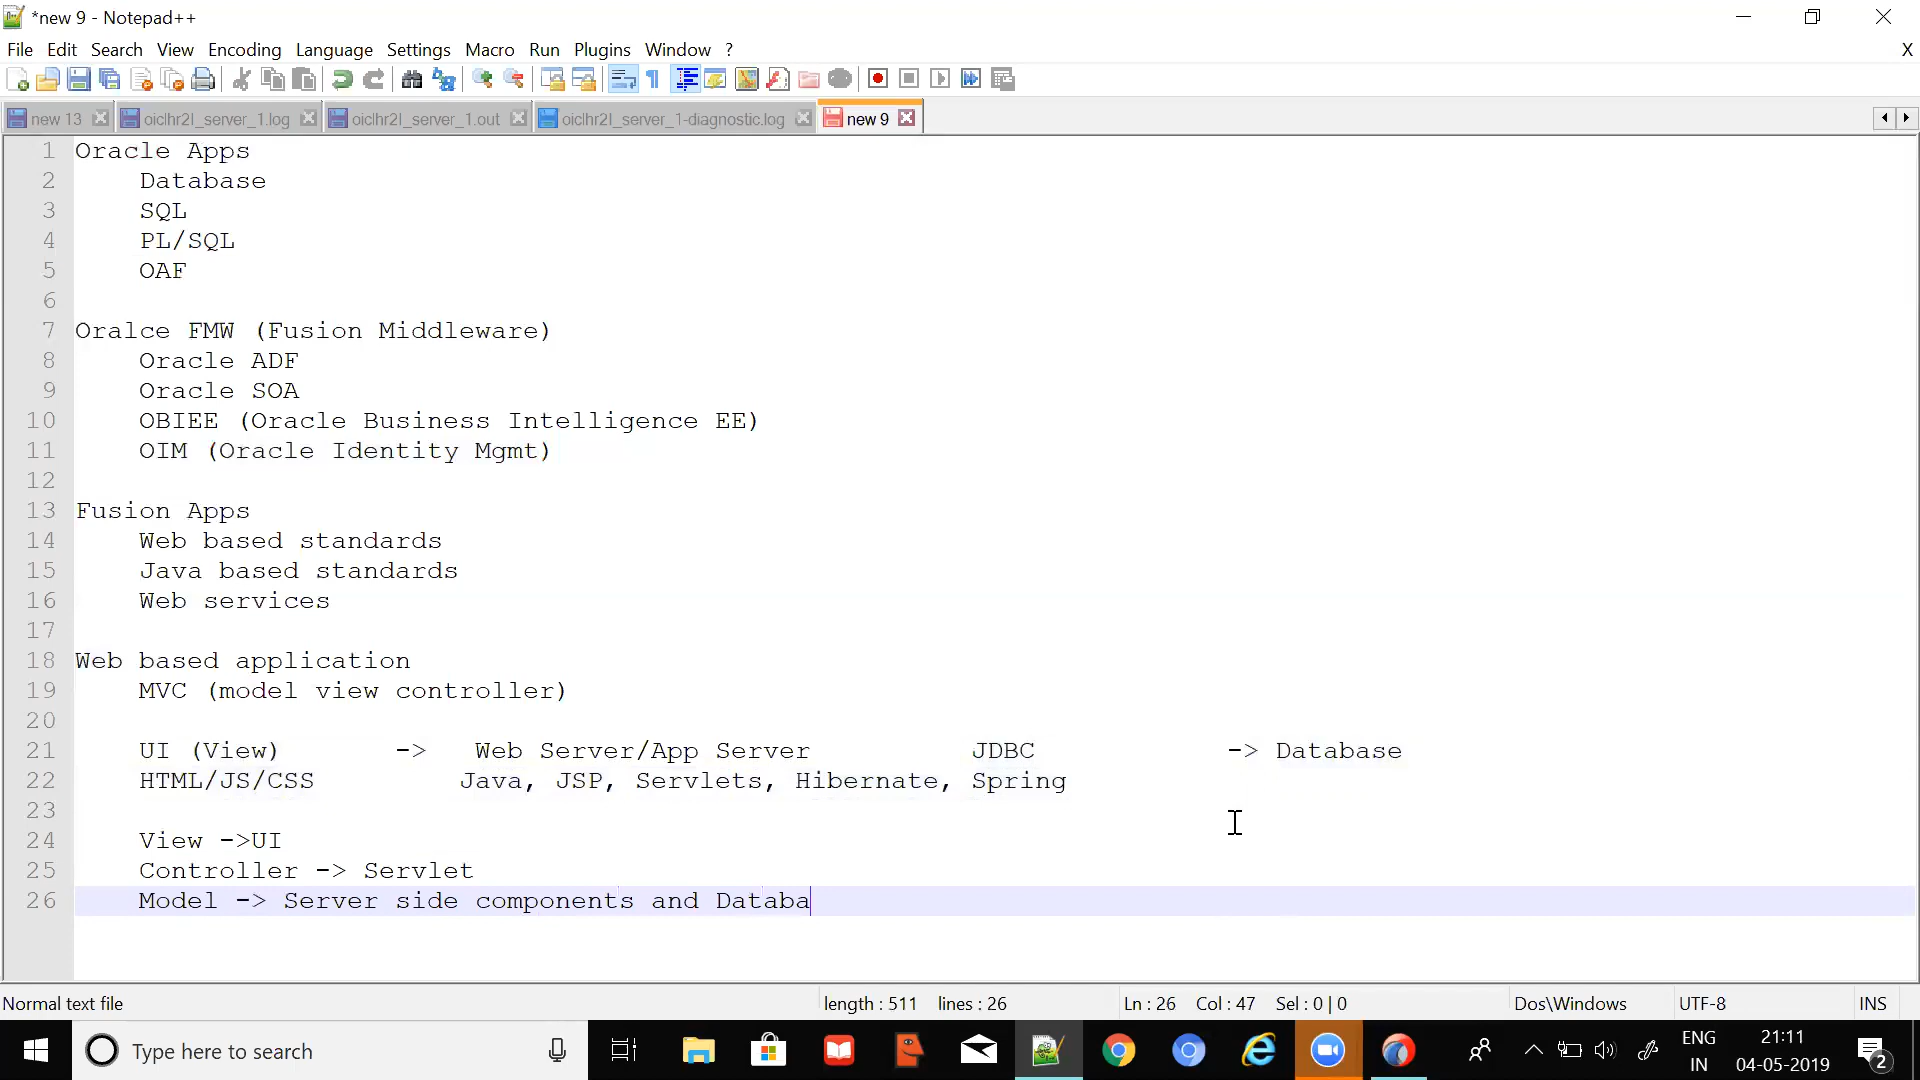 *new 9 - Notepad++
File Edit Search View Encoding Language Settings Macro Run Plugins Window ? X
new 13 oiclhr2l_server_1.log oiclhr2l_server_1.out oiclhr2l_server_1-diagnostic.log new 9
1 Oracle Apps
2 Database
3 SQL
4 PL/SQL
5 OAF
6
7 Oralce FMW (Fusion Middleware)
8 Oracle ADF
9 Oracle SOA
10 OBIEE (Oracle Business Intelligence EE)
11 OIM (Oracle Identity Mgmt)
12
13 Fusion Apps
14 Web based standards
15 Java based standards
16 Web services
17
18 Web based application
19 MVC (model view controller)
20
21 UI (View) -> Web Server/App Server JDBC -> Database
22 HTML/JS/CSS Java, JSP, Servlets, Hibernate, Spring
23
24 View ->UI
25 Controller -> Servlet
26 Model -> Server side components and Databa
Normal text file length : 511 lines : 26 Ln : 26 Col : 47 Sel : 0 | 0 Dos\Windows UTF-8 INS
Type here to search
ENG 21:11
IN 04-05-2019 2